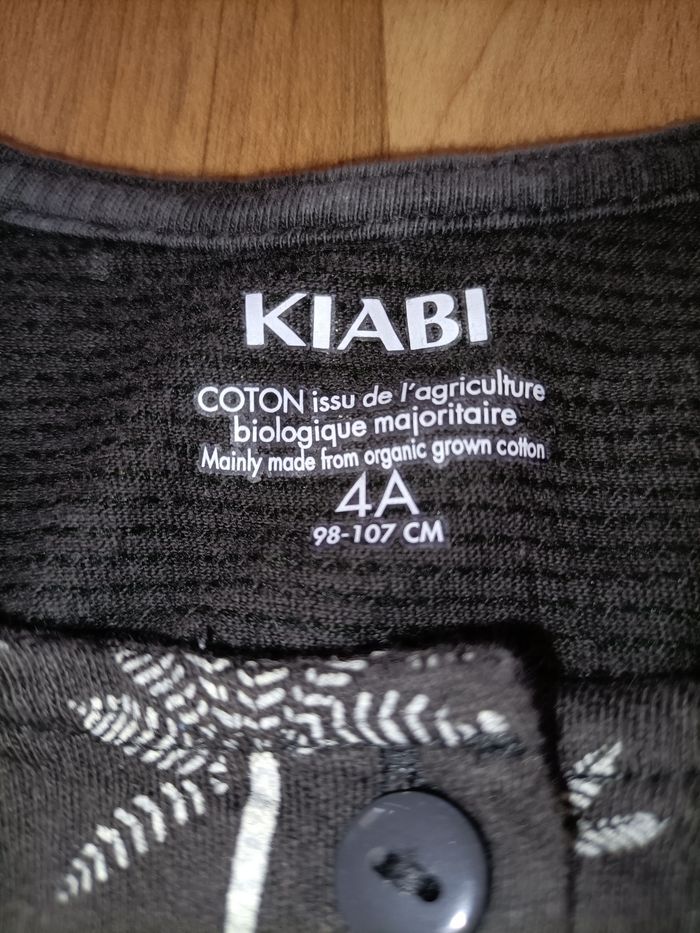 KIABI
COTON issu de l'agriculture
biologique majoritaire
Mainly made from organic grown cotton
4A
98-107 CM